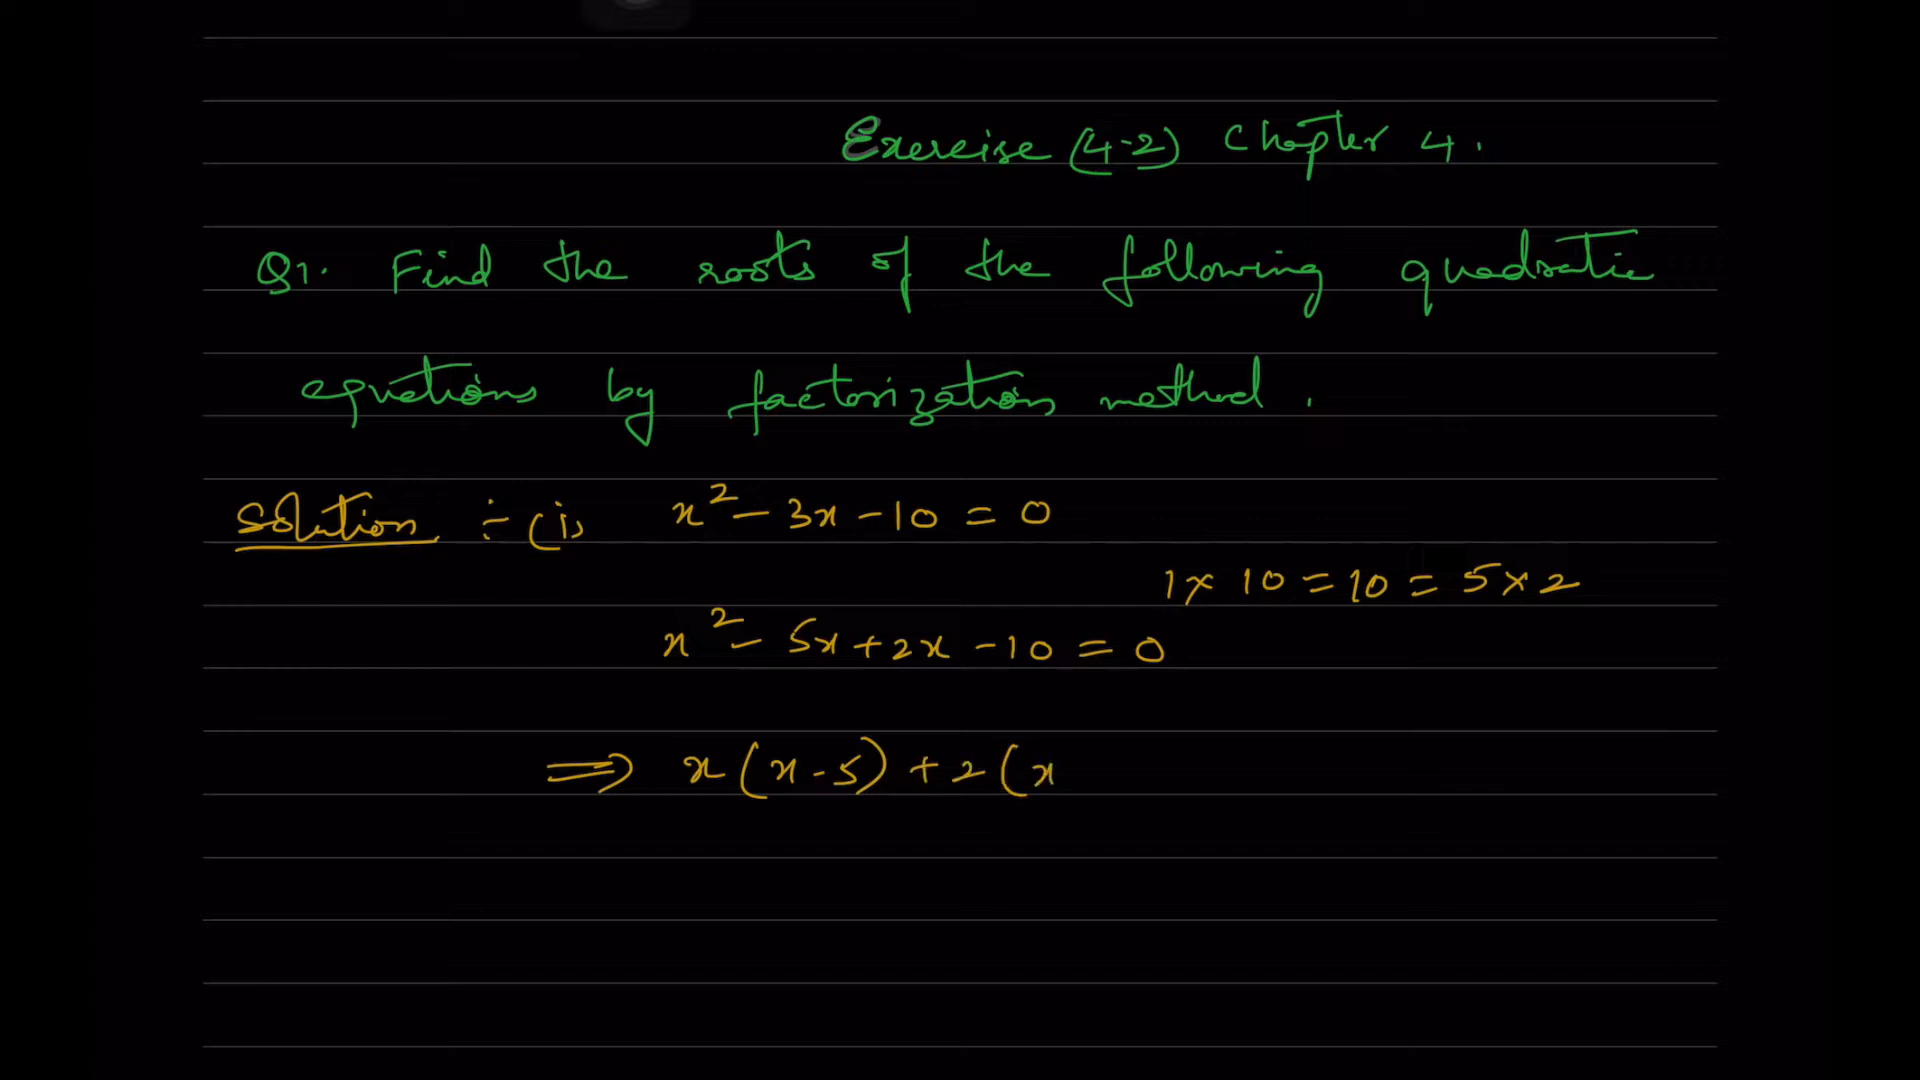 Exercise (4.2) Chapter 4.
Q1. Find the roots of the following quadratic
equations by factorization method.
Solution :- (i) x² - 3x - 10 = 0
1 x 10 = 10 = 5 x 2
x² - 5x + 2x - 10 = 0
⇒ x (x - 5) + 2 (x